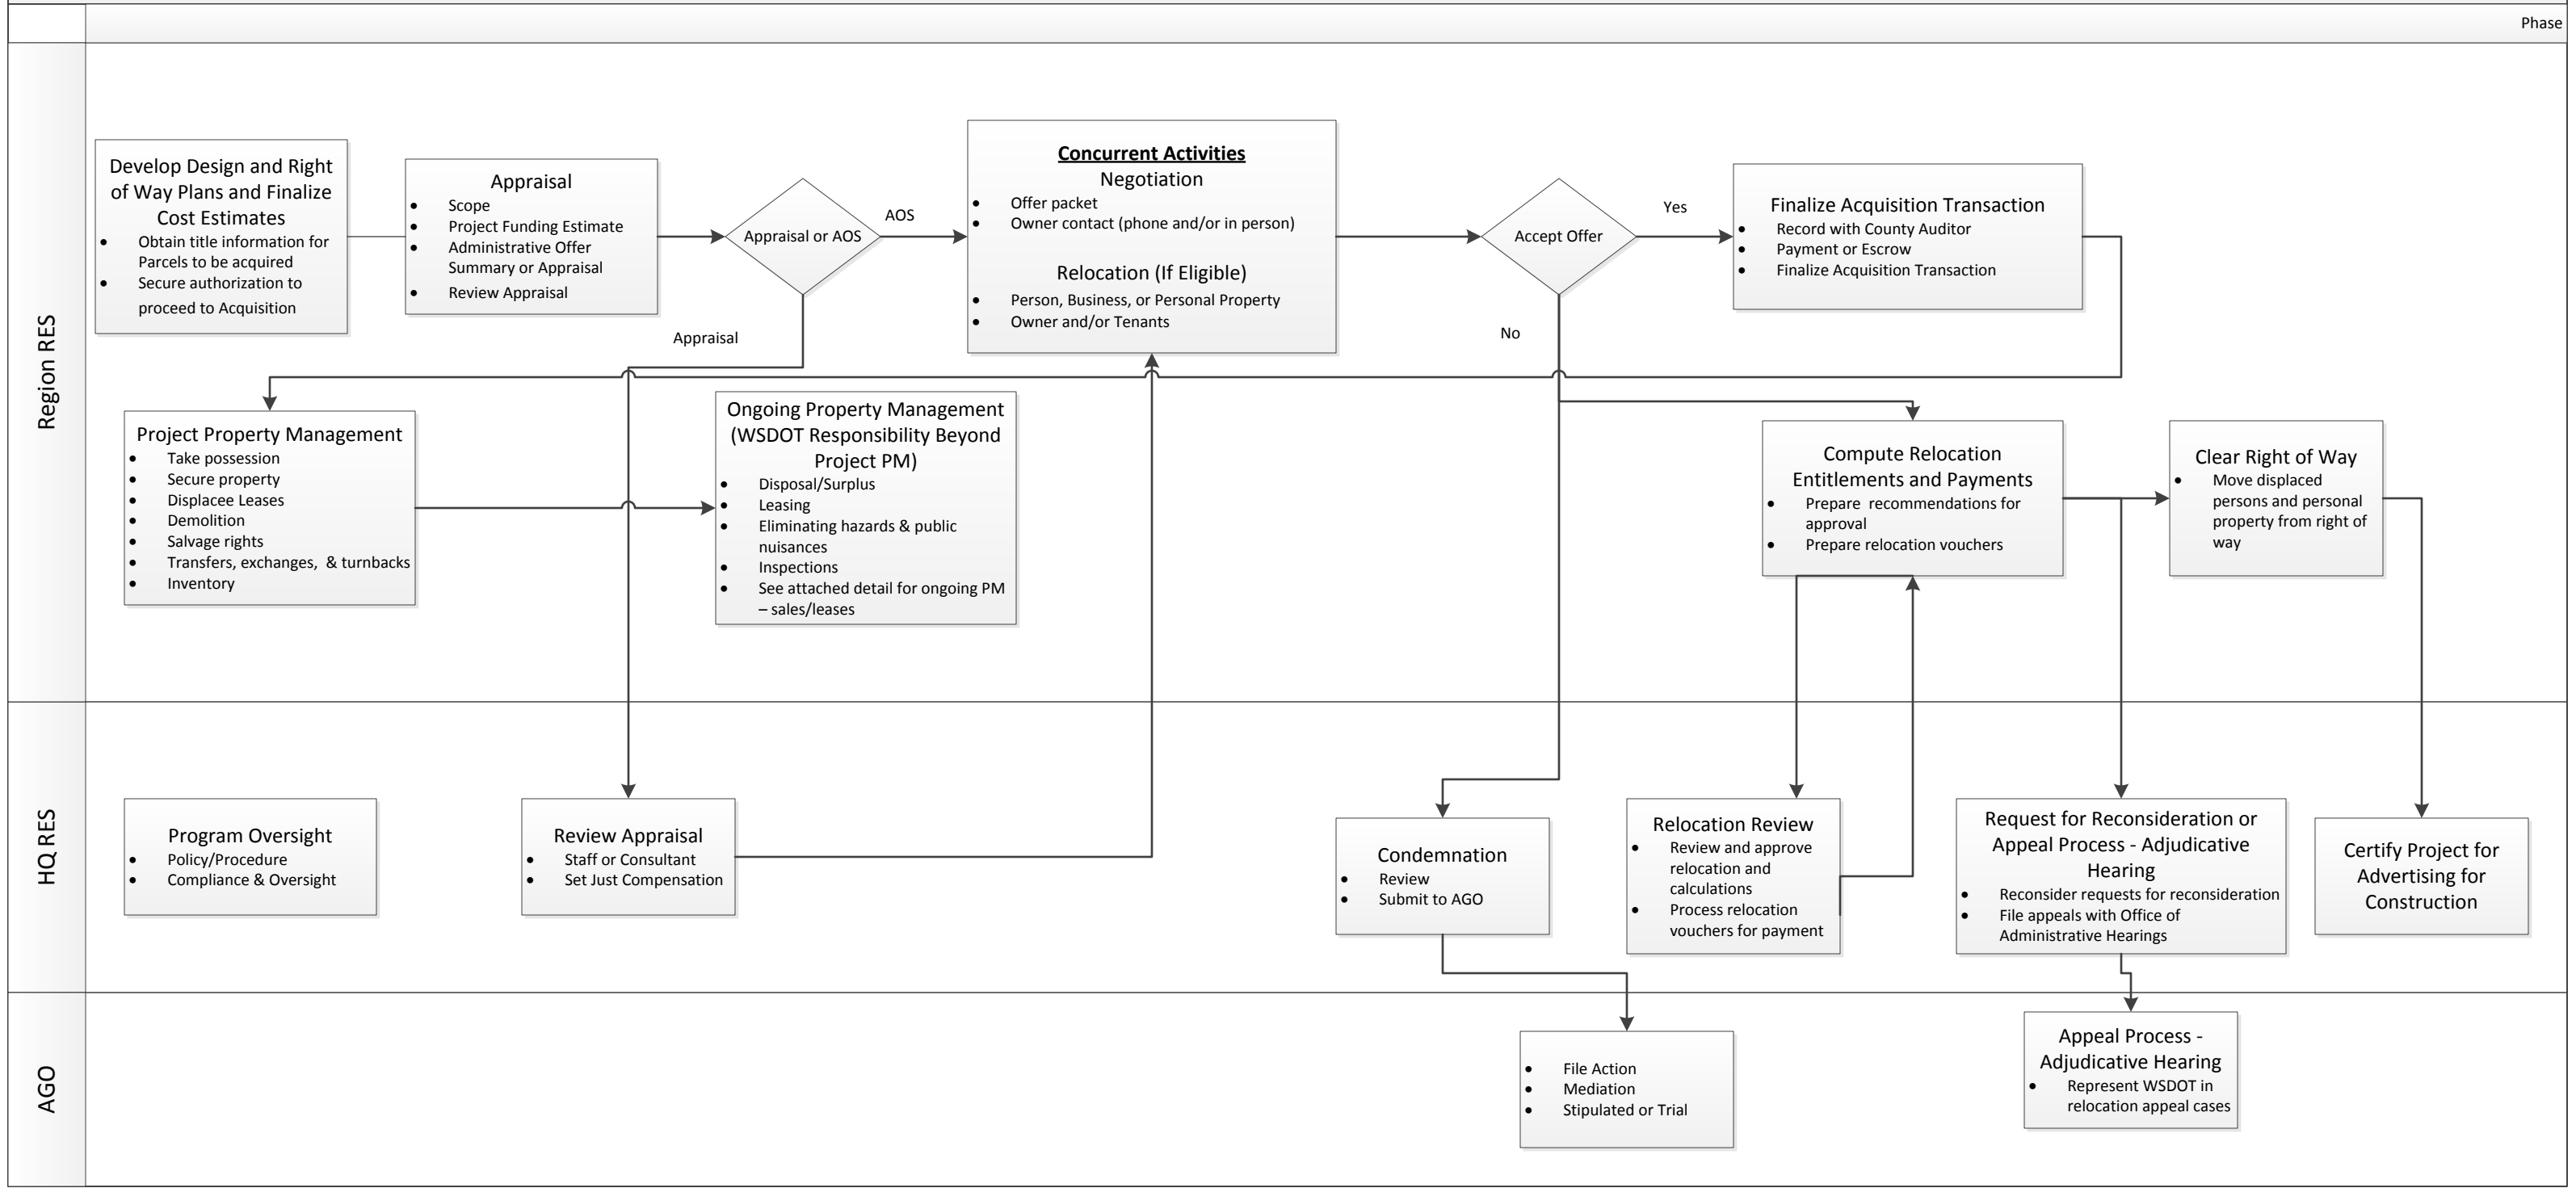 Phase
Region RES
Develop Design and Right
of Way Plans and Finalize
Cost Estimates
• Obtain title information for
Parcels to be acquired
• Secure authorization to
proceed to Acquisition
Appraisal
• Scope
• Project Funding Estimate
• Administrative Offer
Summary or Appraisal
• Review Appraisal
Appraisal or AOS
AOS
Appraisal
Concurrent Activities
Negotiation
• Offer packet
• Owner contact (phone and/or in person)
Relocation (If Eligible)
• Person, Business, or Personal Property
• Owner and/or Tenants
Accept Offer
Yes
No
Finalize Acquisition Transaction
• Record with County Auditor
• Payment or Escrow
• Finalize Acquisition Transaction
Project Property Management
• Take possession
• Secure property
• Displacee Leases
• Demolition
• Salvage rights
• Transfers, exchanges, & turnbacks
• Inventory
Ongoing Property Management
(WSDOT Responsibility Beyond
Project PM)
• Disposal/Surplus
• Leasing
• Eliminating hazards & public
nuisances
• Inspections
• See attached detail for ongoing PM
– sales/leases
Compute Relocation
Entitlements and Payments
• Prepare recommendations for
approval
• Prepare relocation vouchers
Clear Right of Way
• Move displaced
persons and personal
property from right of
way
HQ RES
Program Oversight
• Policy/Procedure
• Compliance & Oversight
Review Appraisal
• Staff or Consultant
• Set Just Compensation
Condemnation
• Review
• Submit to AGO
Relocation Review
• Review and approve
relocation and
calculations
• Process relocation
vouchers for payment
Request for Reconsideration or
Appeal Process - Adjudicative
Hearing
• Reconsider requests for reconsideration
• File appeals with Office of
Administrative Hearings
Certify Project for
Advertising for
Construction
AGO
• File Action
• Mediation
• Stipulated or Trial
Appeal Process -
Adjudicative Hearing
• Represent WSDOT in
relocation appeal cases